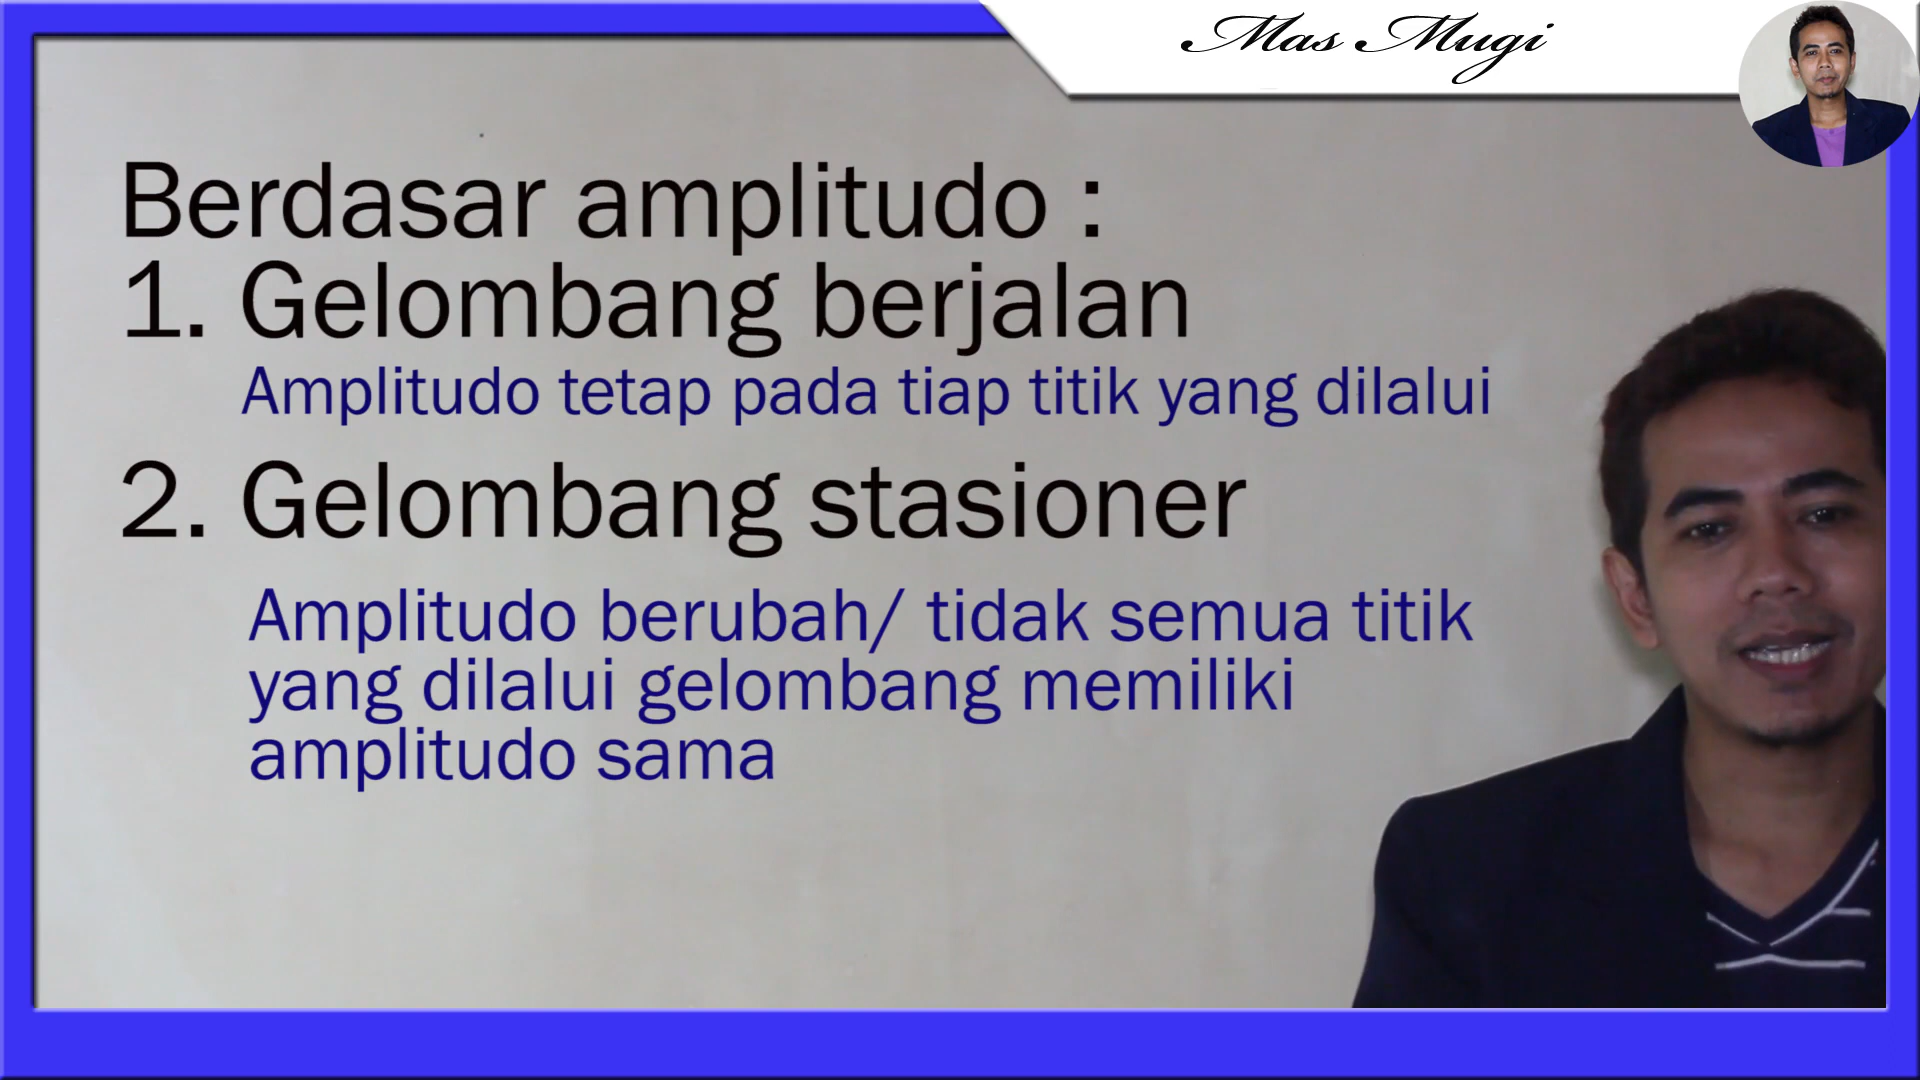 Mas Mugi
Berdasar amplitudo :
1. Gelombang berjalan
Amplitudo tetap pada tiap titik yang dilalui
2. Gelombang stasioner
Amplitudo berubah/ tidak semua titik
yang dilalui gelombang memiliki
amplitudo sama